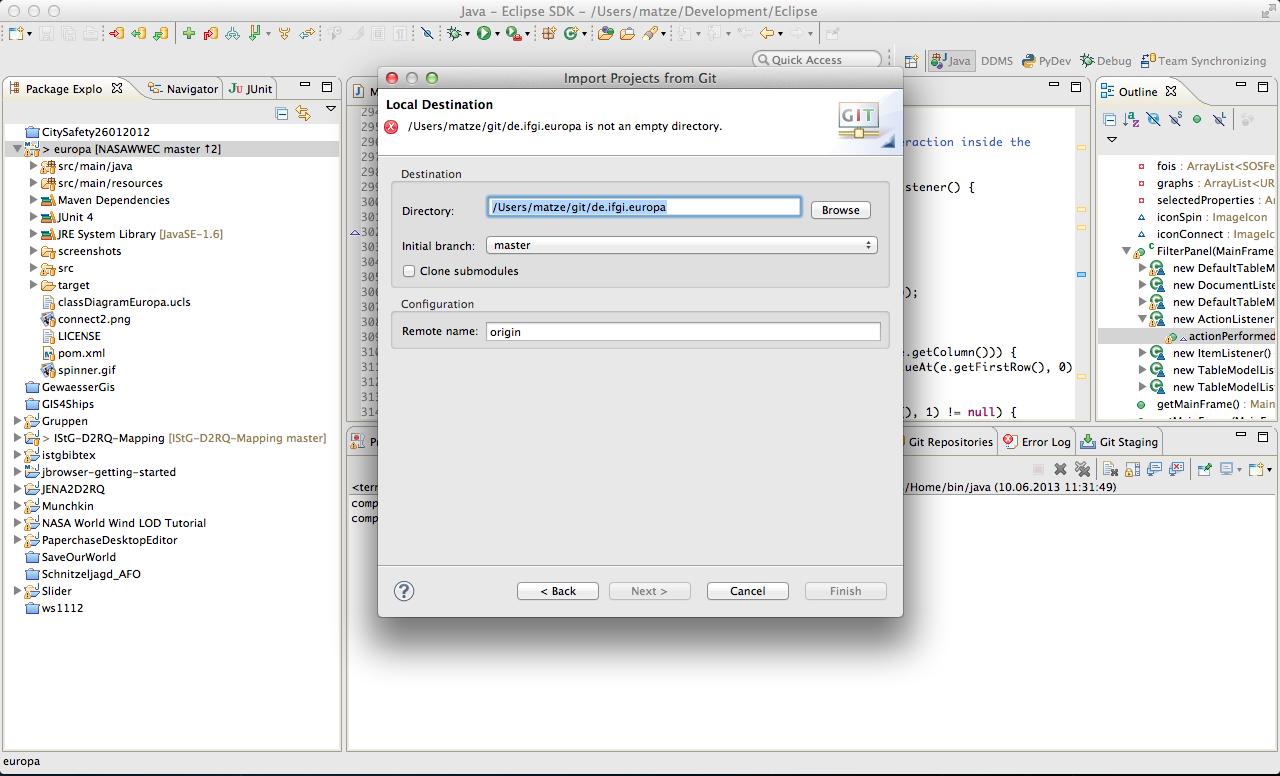 Java – Eclipse SDK – /Users/matze/Development/Eclipse
Quick Access
Java
DDMS
PyDev
Debug
Team Synchronizing
Package Explo
Navigator
JUnit
CitySafety26012012
> europa [NASAWWEC master ↑2]
src/main/java
src/main/resources
Maven Dependencies
JUnit 4
JRE System Library [JavaSE-1.6]
screenshots
src
target
classDiagramEuropa.ucls
connect2.png
LICENSE
pom.xml
spinner.gif
GewaesserGis
GIS4Ships
Gruppen
> IStG-D2RQ-Mapping [IStG-D2RQ-Mapping master]
istgbibtex
jbrowser-getting-started
JENA2D2RQ
Munchkin
NASA World Wind LOD Tutorial
PaperchaseDesktopEditor
SaveOurWorld
Schnitzeljagd_AFO
Slider
ws1112
europa
Import Projects from Git
Local Destination
/Users/matze/git/de.ifgi.europa is not an empty directory.
GIT
Destination
Directory:
/Users/matze/git/de.ifgi.europa
Browse
Initial branch:
master
Clone submodules
Configuration
Remote name:
origin
?
< Back
Next >
Cancel
Finish
M
294
295
296
297
298
299
300
301
302
303
304
305
306
307
308
309
310
311
312
313
314
eraction inside the
stener() {
);
e.getColumn())) {
ueAt(e.getFirstRow(), 0)
), 1) != null) {
Outline
fois : ArrayList<SOSFe
graphs : ArrayList<UR
selectedProperties : Ar
iconSpin : ImageIcon
iconConnect : ImageIc
FilterPanel(MainFrame
new DefaultTableM
new DocumentListe
new DefaultTableM
new ActionListener
actionPerformed
new ItemListener()
new TableModelList
new TableModelList
getMainFrame() : Main
Git Repositories
Error Log
Git Staging
<terr
/Home/bin/java (10.06.2013 11:31:49)
comp
comp